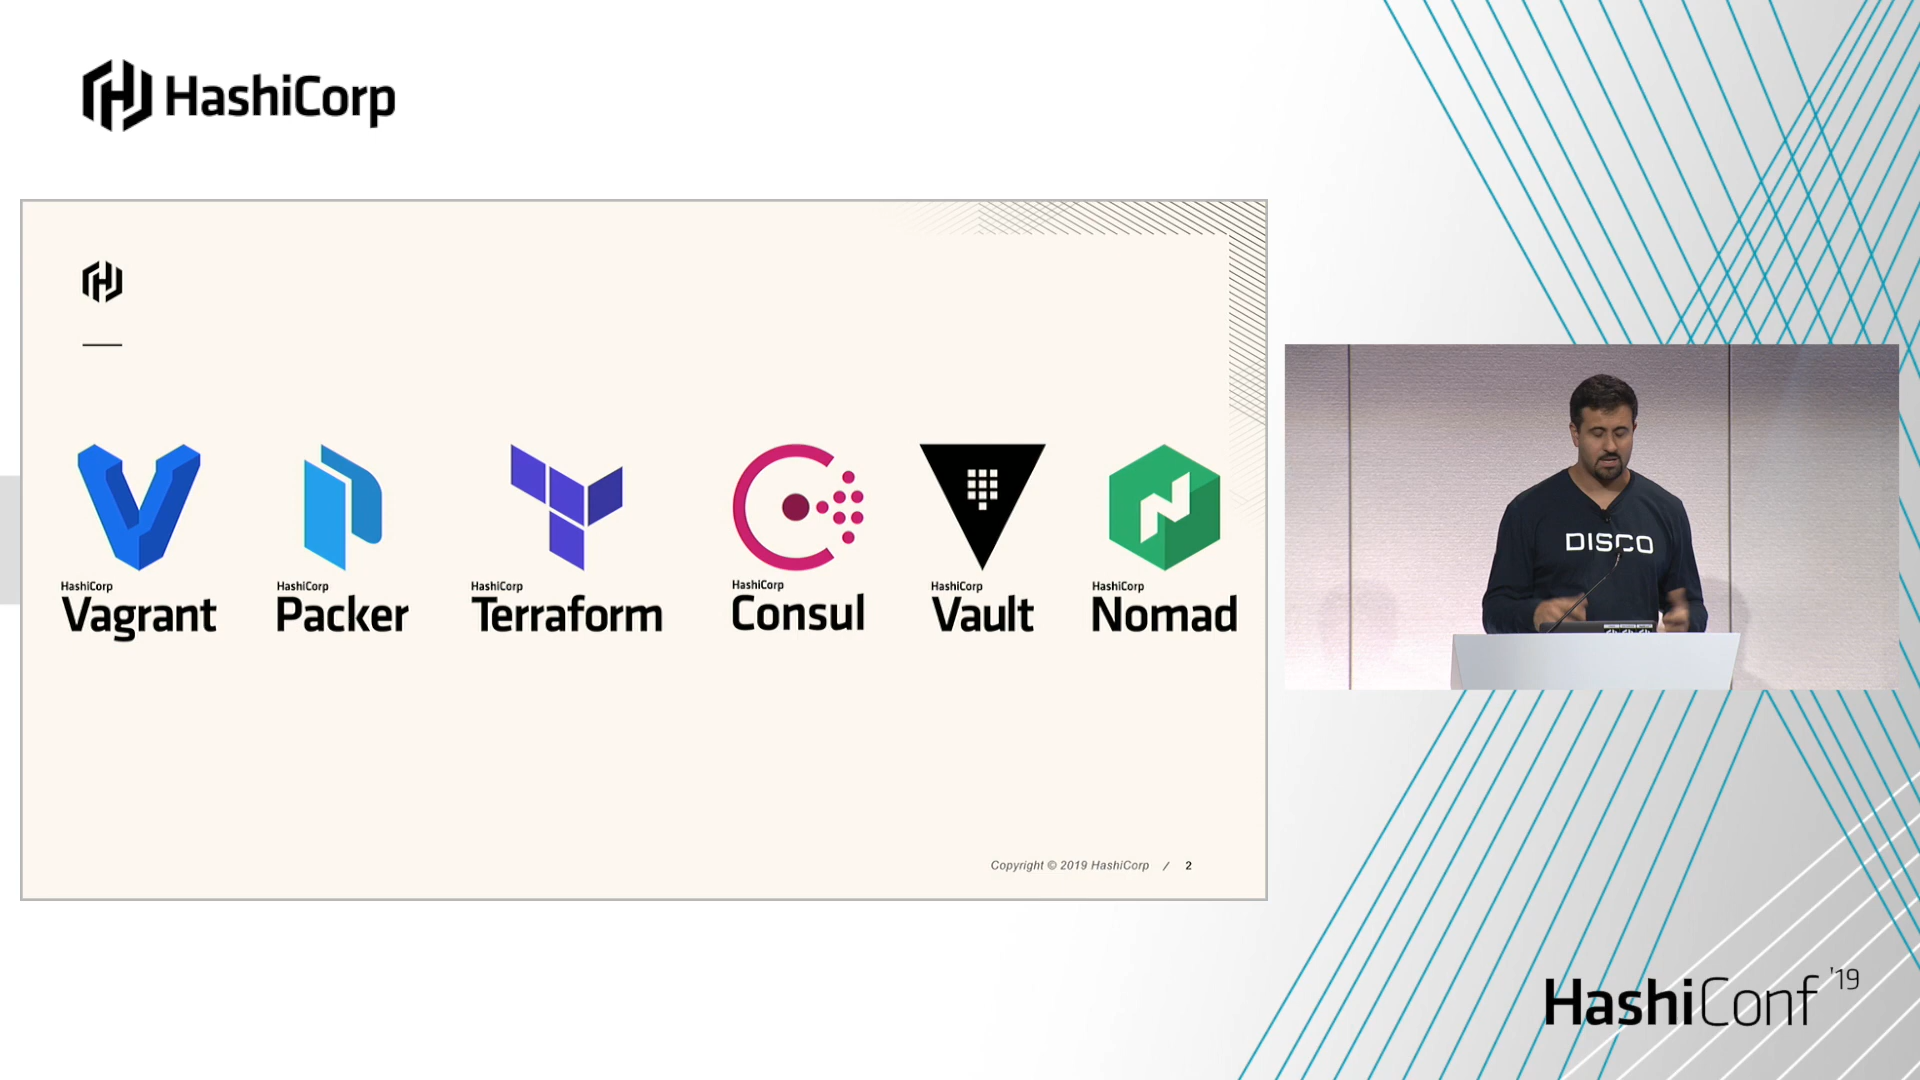 HashiCorp
HashiCorp
Vagrant
HashiCorp
Packer
HashiCorp
Terraform
HashiCorp
Consul
HashiCorp
Vault
HashiCorp
Nomad
Copyright © 2019 HashiCorp / 2
DISCO
HashiConf '19